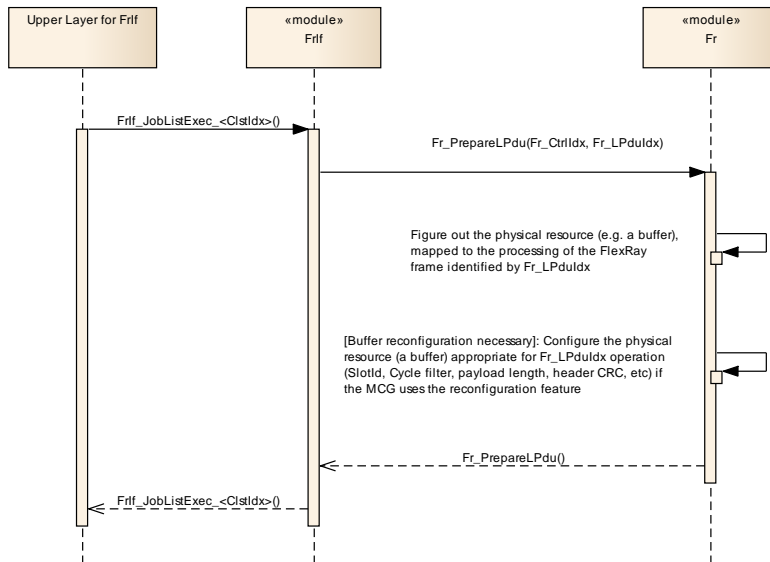 Upper Layer for FrIf
«module»
FrIf
«module»
Fr
FrIf_JobListExec_<ClstIdx>()
Fr_PrepareLPdu(Fr_CtrlIdx, Fr_LPduIdx)
Figure out the physical resource (e.g. a buffer),
mapped to the processing of the FlexRay
frame identified by Fr_LPduIdx
[Buffer reconfiguration necessary]: Configure the physical
resource (a buffer) appropriate for Fr_LPduIdx operation
(SlotId, Cycle filter, payload length, header CRC, etc) if
the MCG uses the reconfiguration feature
Fr_PrepareLPdu()
FrIf_JobListExec_<ClstIdx>()